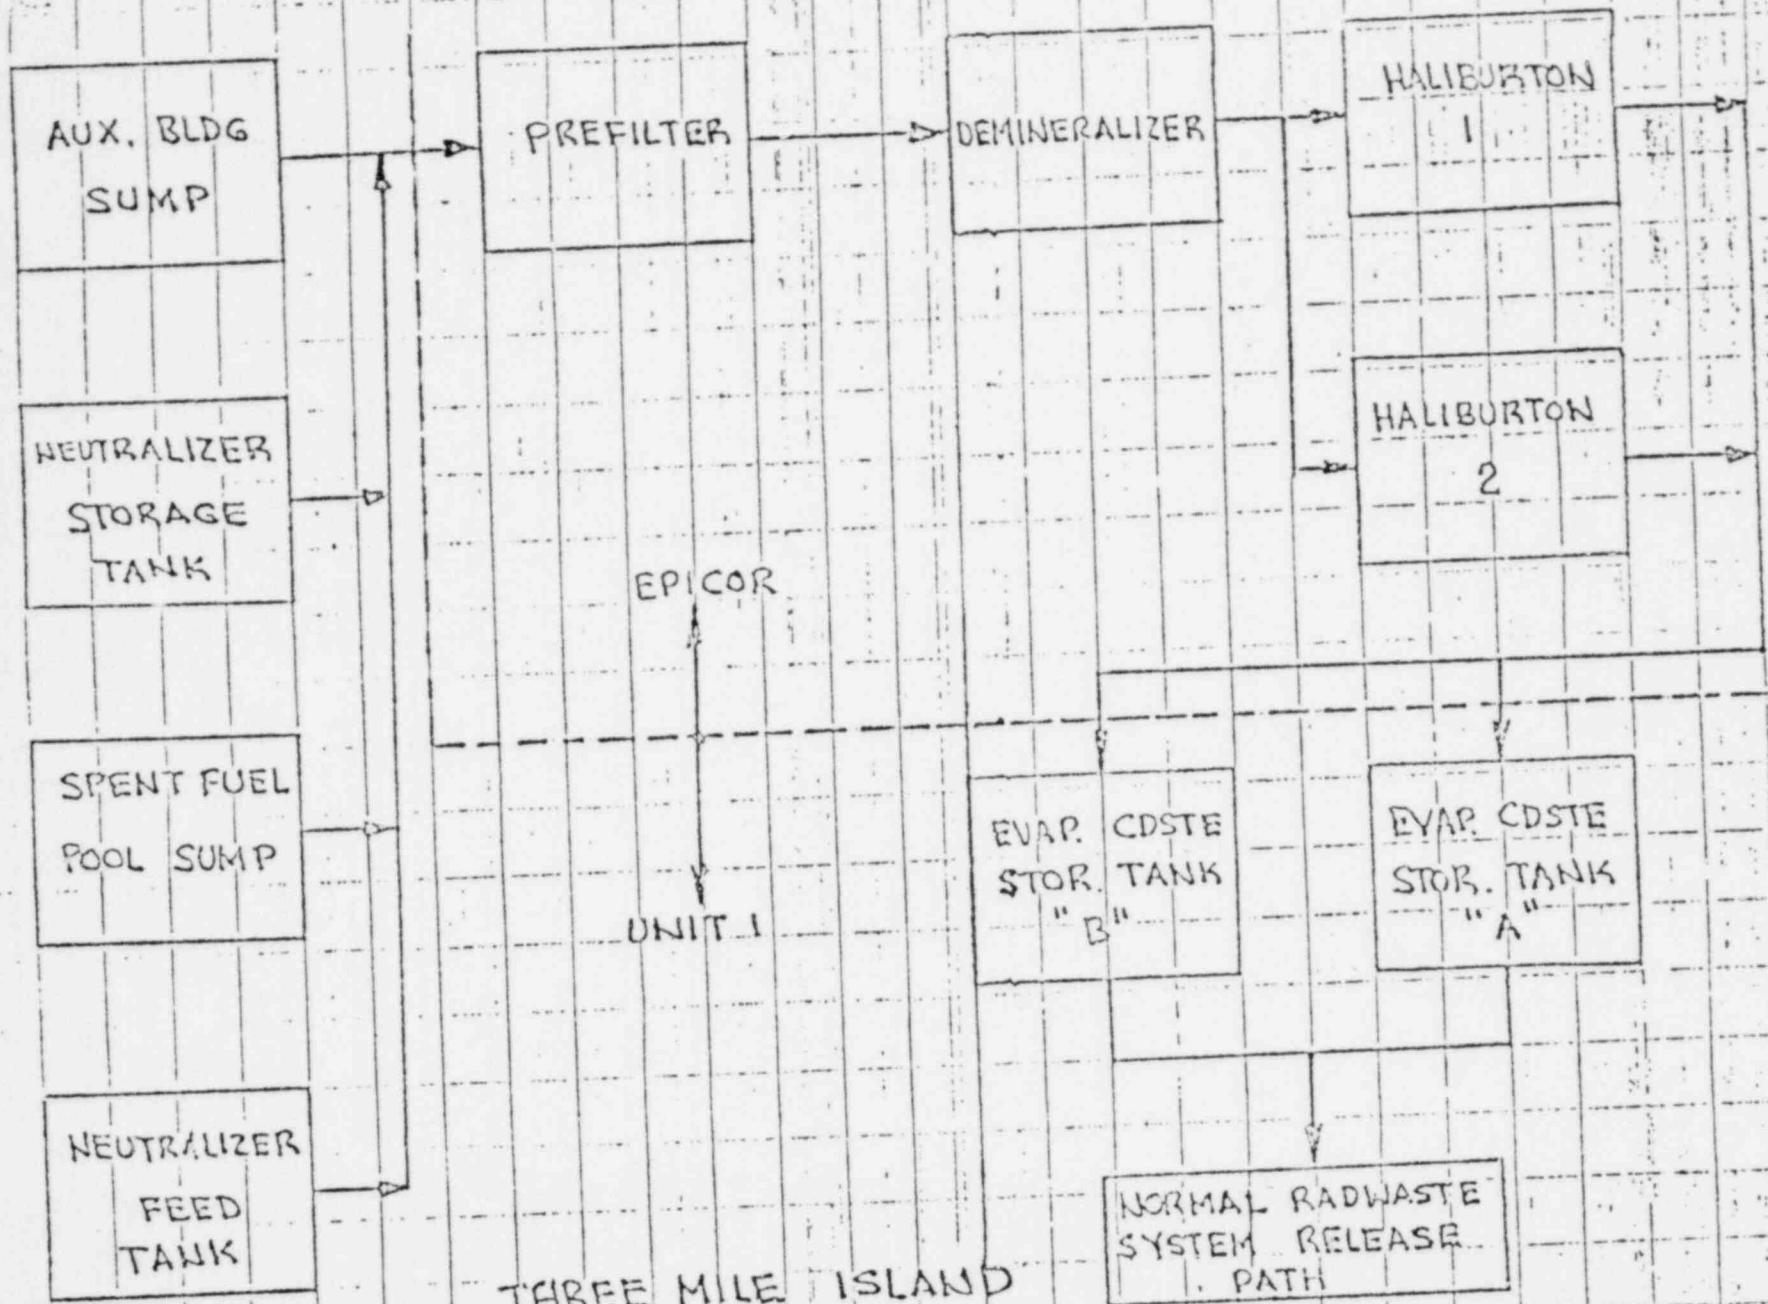 AUX. BLDG
SUMP
PREFILTER
DEMINERALIZER
HALIBURTON
1
NEUTRALIZER
STORAGE
TANK
HALIBURTON
2
EPICOR
SPENT FUEL
POOL SUMP
UNIT 1
EVAP. CDSTE
STOR. TANK
"B"
EVAP. CDSTE
STOR. TANK
"A"
NEUTRALIZER
FEED
TANK
NORMAL RADWASTE
SYSTEM RELEASE
PATH
THREE MILE ISLAND